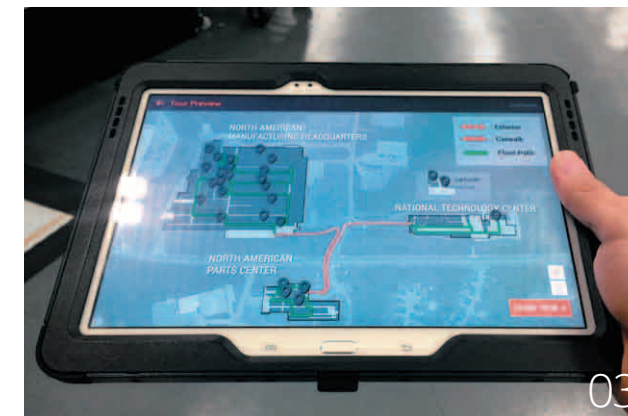 Tour Preview
NORTH AMERICAN
MANUFACTURING HEADQUARTERS
Exterior
Catwalk
Floor Path
NATIONAL TECHNOLOGY CENTER
NORTH AMERICAN
PARTS CENTER
03